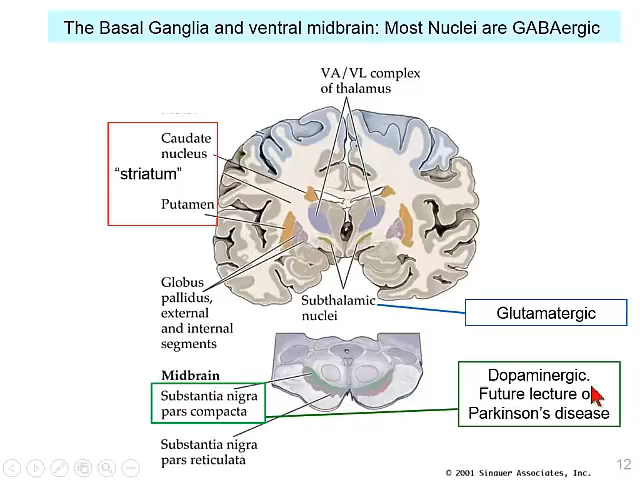 The Basal Ganglia and ventral midbrain: Most Nuclei are GABAergic
VA/VL complex
of thalamus
Caudate
nucleus
“striatum”
Putamen
Globus
pallidus,
external
and internal
segments
Subthalamic
nuclei
Glutamatergic
Midbrain
Substantia nigra
pars compacta
Dopaminergic.
Future lecture o
Parkinson’s disease
Substantia nigra
pars reticulata
12
© 2001 Sinauer Associates, Inc.